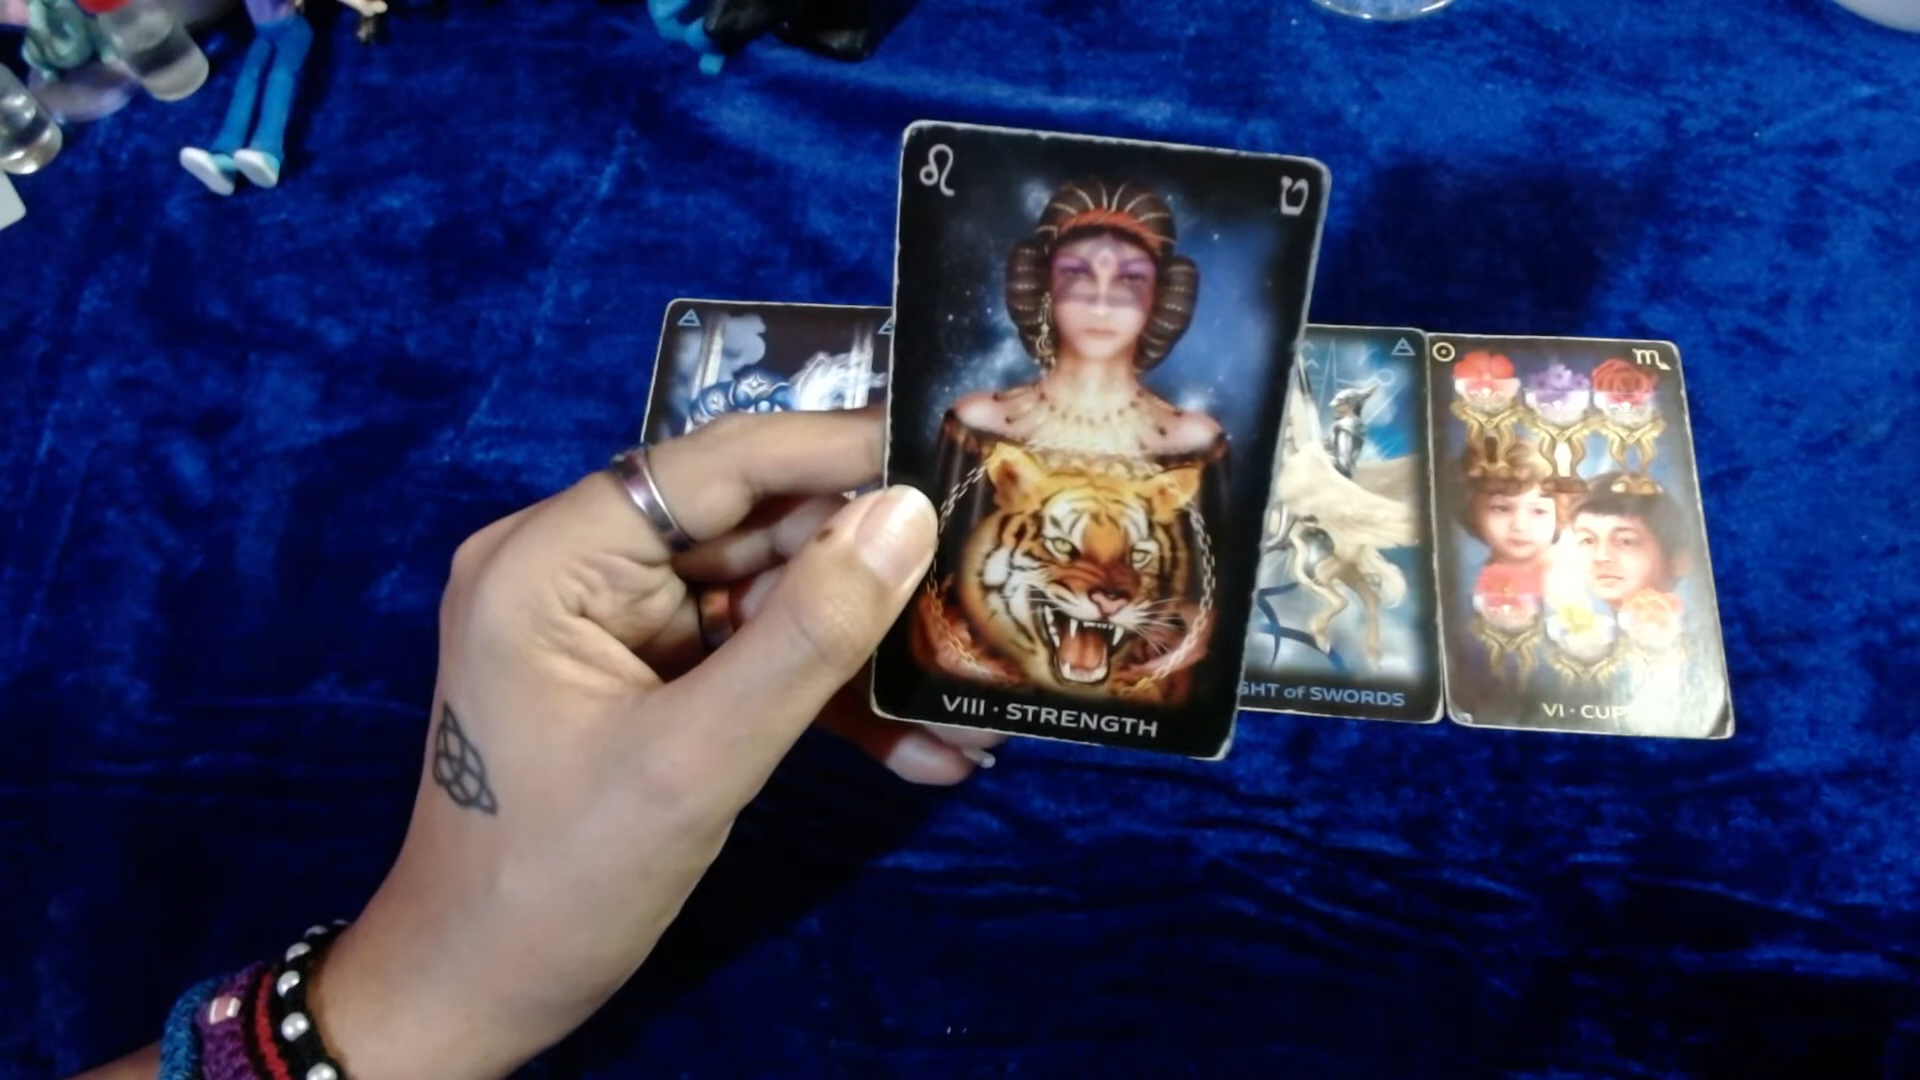 ♌ ט
VIII · STRENGTH
GHT of SWORDS
☉ ♏
VI · CUP